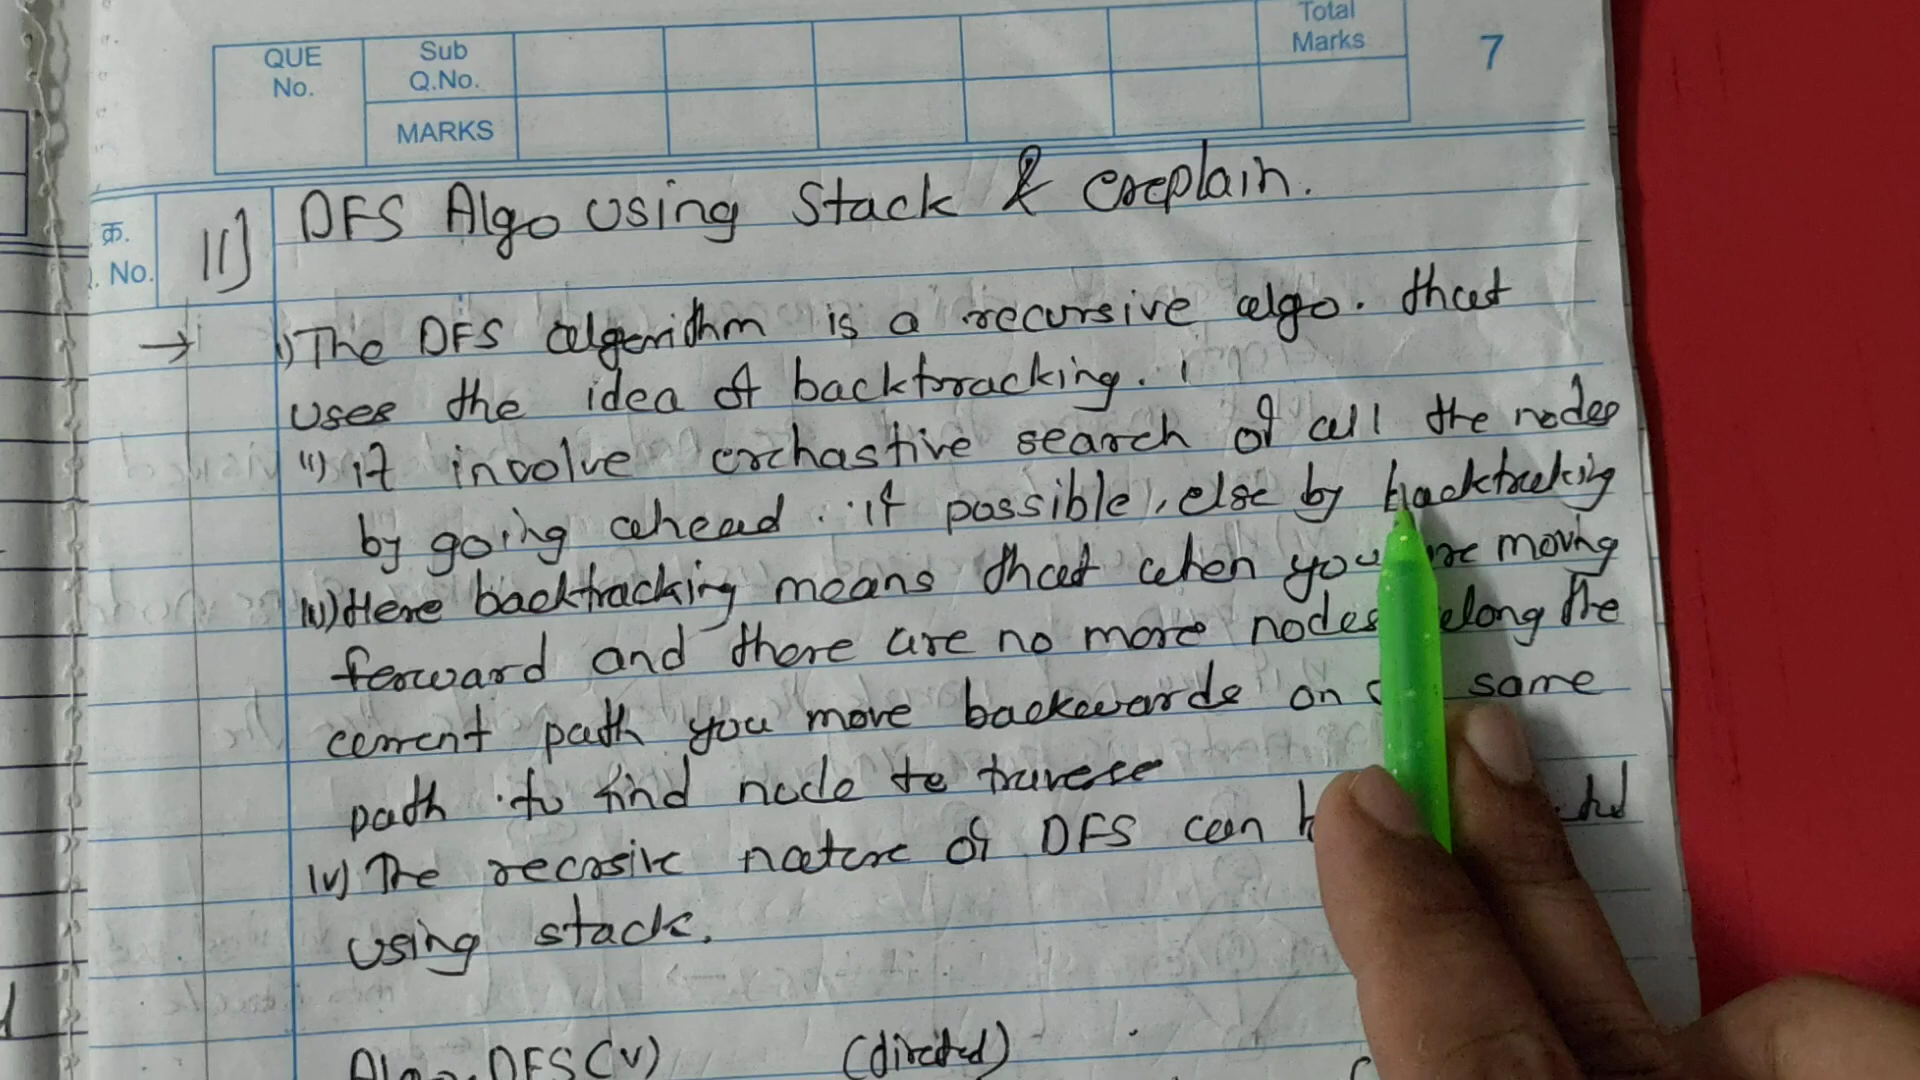 QUE No. Sub Q.No. Total Marks 7
MARKS
क्र. No. 11] DFS Algo Using Stack & explain.
→ i) The DFS algorithm is a recursive algo. that
uses the idea of backtracking.
ii) it involve exchastive search of all the nodes
by going ahead if possible, else by backtracking
iii) Here backtracking means that when you are moving
forward and there are no more nodes along the
current path you move backwards on same
path to find node to travese
iv) The recursive nature of DFS can
using stack.
Algo. DFS(v) (directed)